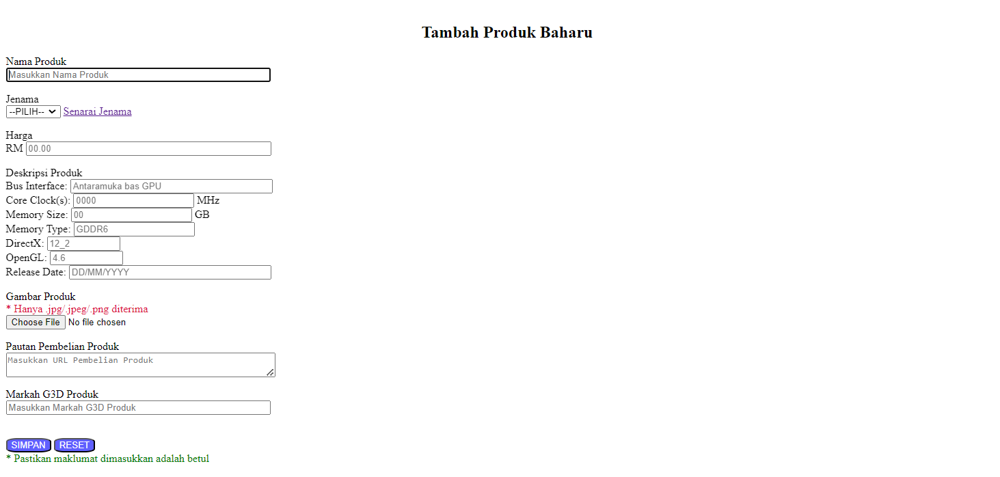 Tambah Produk Baharu
Nama Produk
Masukkan Nama Produk
Jenama
--PILIH-- Senarai Jenama
Harga
RM 00.00
Deskripsi Produk
Bus Interface: Antaramuka bas GPU
Core Clock(s): 0000 MHz
Memory Size: 00 GB
Memory Type: GDDR6
DirectX: 12_2
OpenGL: 4.6
Release Date: DD/MM/YYYY
Gambar Produk
* Hanya .jpg/.jpeg/.png diterima
Choose File No file chosen
Pautan Pembelian Produk
Masukkan URL Pembelian Produk
Markah G3D Produk
Masukkan Markah G3D Produk
SIMPAN RESET
* Pastikan maklumat dimasukkan adalah betul